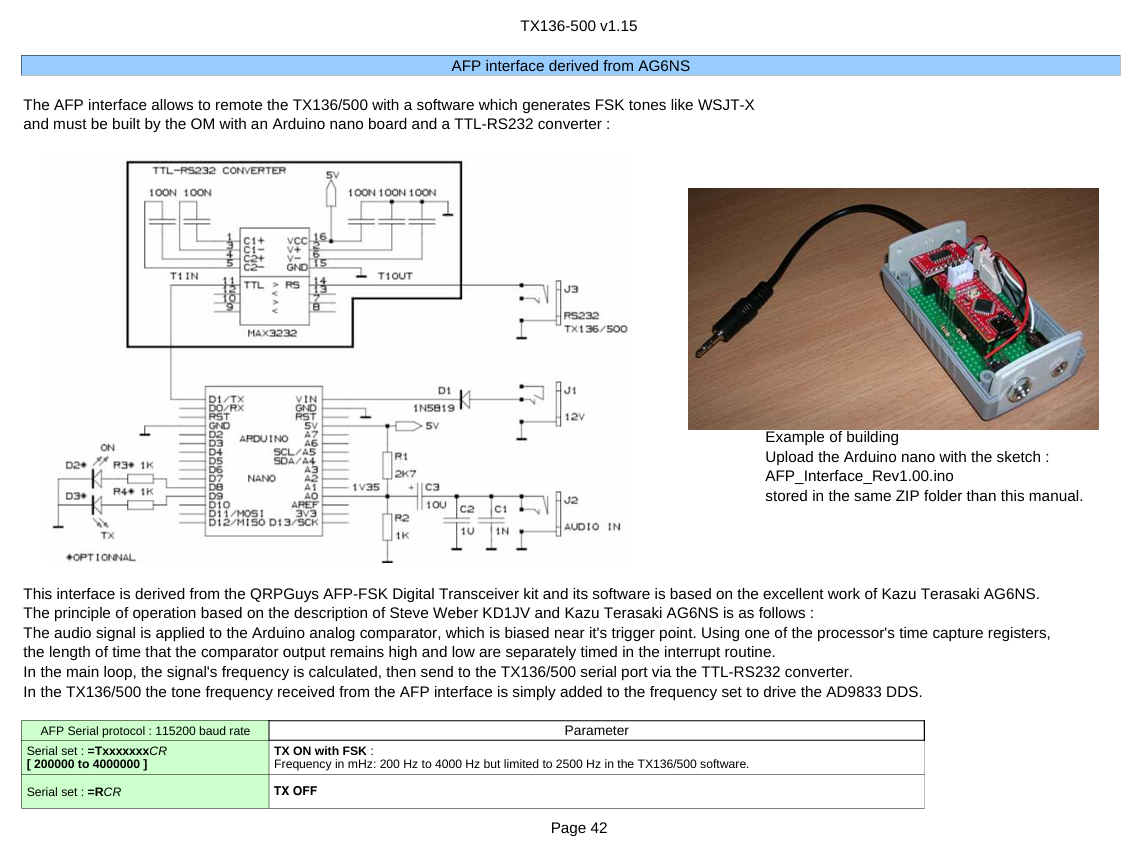 TX136-500 v1.15
AFP interface derived from AG6NS
The AFP interface allows to remote the TX136/500 with a software which generates FSK tones like WSJT-X
and must be built by the OM with an Arduino nano board and a TTL-RS232 converter :
TTL-RS232 CONVERTER
5V
100N 100N 100N 100N 100N
1 C1+ VCC 16
3 C1- V+ 2
4 C2+ V- 6
5 C2- GND 15
T1IN T1OUT
11 TTL > RS 14
12 < 13
10 > 7
9 < 8
MAX3232
J3
RS232
TX136/500
D1/TX VIN
D0/RX GND
RST RST
GND 5V
D2 A7
D3 A6
D4 SCL/A5
D5 SDA/A4
D6 A3
D7 A2
D8 A1
D9 A0
D10 AREF
D11/MOSI 3V3
D12/MISO D13/SCK
ARDUINO
NANO
D1
1N5819
J1
12V
5V
ON
D2* R3* 1K
D3* R4* 1K
TX
*OPTIONNAL
R1
2K7
1V35
+ C3
10U
R2
1K
C2
1U
C1
1N
J2
AUDIO IN
Example of building
Upload the Arduino nano with the sketch :
AFP_Interface_Rev1.00.ino
stored in the same ZIP folder than this manual.
This interface is derived from the QRPGuys AFP-FSK Digital Transceiver kit and its software is based on the excellent work of Kazu Terasaki AG6NS.
The principle of operation based on the description of Steve Weber KD1JV and Kazu Terasaki AG6NS is as follows :
The audio signal is applied to the Arduino analog comparator, which is biased near it's trigger point. Using one of the processor's time capture registers,
the length of time that the comparator output remains high and low are separately timed in the interrupt routine.
In the main loop, the signal's frequency is calculated, then send to the TX136/500 serial port via the TTL-RS232 converter.
In the TX136/500 the tone frequency received from the AFP interface is simply added to the frequency set to drive the AD9833 DDS.
AFP Serial protocol : 115200 baud rate Parameter
Serial set : =TxxxxxxxCR TX ON with FSK :
[ 200000 to 4000000 ] Frequency in mHz: 200 Hz to 4000 Hz but limited to 2500 Hz in the TX136/500 software.
Serial set : =RCR TX OFF
Page 42